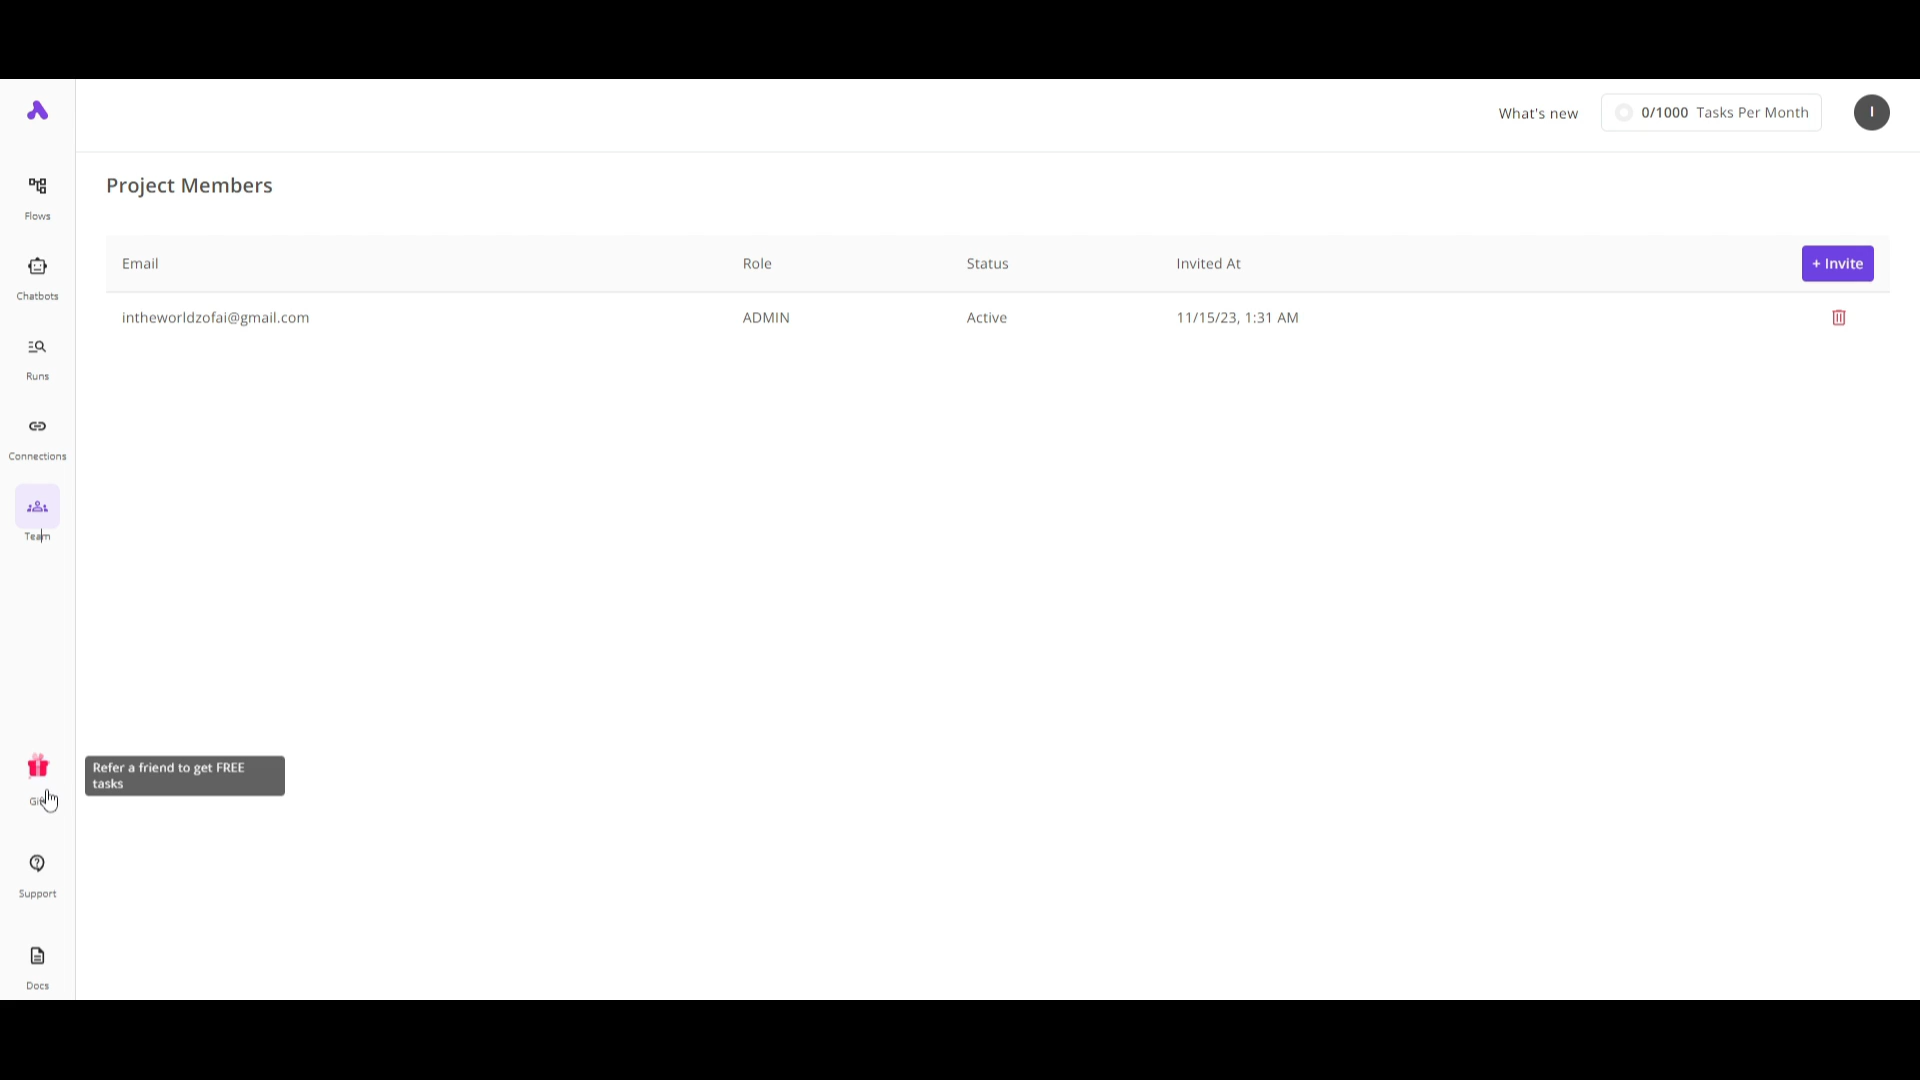 What's new
0/1000 Tasks Per Month
I
Flows
Chatbots
Runs
Connections
Team
Project Members
Email Role Status Invited At + Invite
intheworldzofai@gmail.com ADMIN Active 11/15/23, 1:31 AM
Refer a friend to get FREE
tasks
Support
Docs